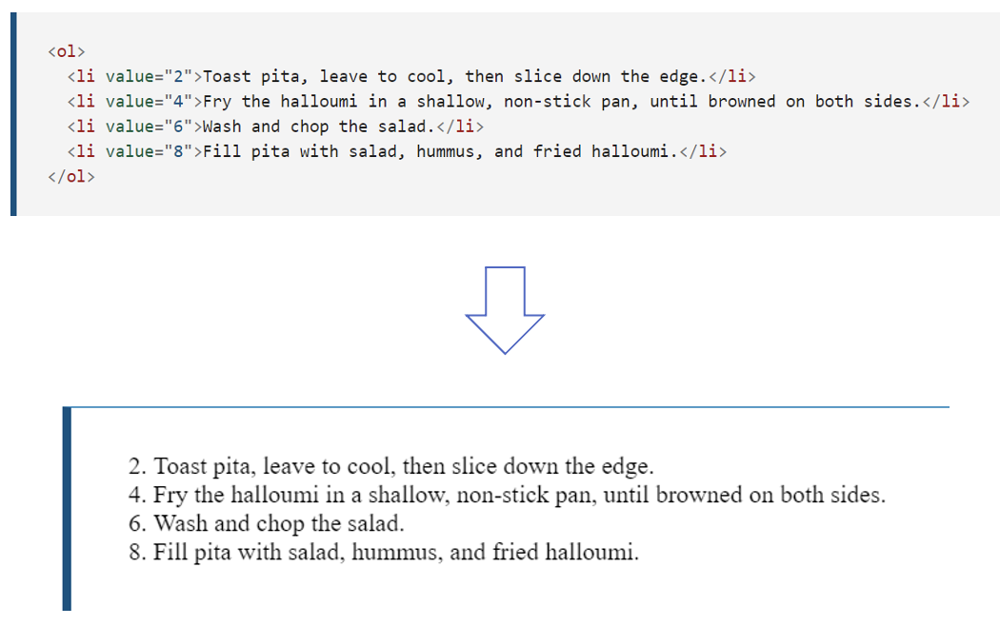 <ol>
<li value="2">Toast pita, leave to cool, then slice down the edge.</li>
<li value="4">Fry the halloumi in a shallow, non-stick pan, until browned on both sides.</li>
<li value="6">Wash and chop the salad.</li>
<li value="8">Fill pita with salad, hummus, and fried halloumi.</li>
</ol>
2. Toast pita, leave to cool, then slice down the edge.
4. Fry the halloumi in a shallow, non-stick pan, until browned on both sides.
6. Wash and chop the salad.
8. Fill pita with salad, hummus, and fried halloumi.